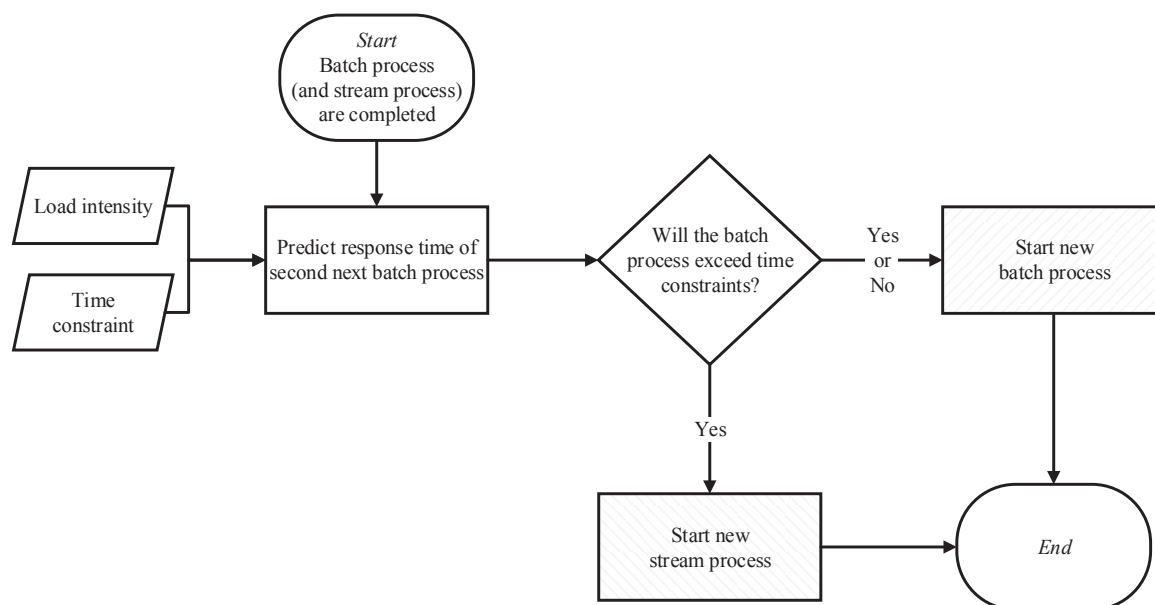 Start
Batch process
(and stream process)
are completed
Load intensity
Time
constraint
Predict response time of
second next batch process
Will the batch
process exceed time
constraints?
Yes
or
No
Start new
batch process
Yes
Start new
stream process
End